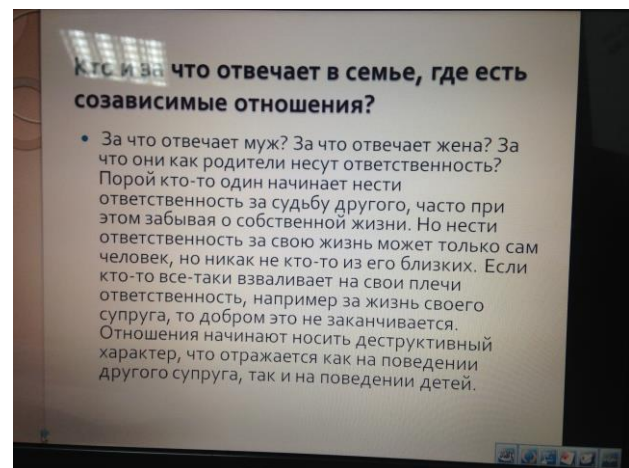 Кто и за что отвечает в семье, где есть
созависимые отношения?
• За что отвечает муж? За что отвечает жена? За
что они как родители несут ответственность?
Порой кто-то один начинает нести
ответственность за судьбу другого, часто при
этом забывая о собственной жизни. Но нести
ответственность за свою жизнь может только сам
человек, но никак не кто-то из его близких. Если
кто-то все-таки взваливает на свои плечи
ответственность, например за жизнь своего
супруга, то добром это не заканчивается.
Отношения начинают носить деструктивный
характер, что отражается как на поведении
другого супруга, так и на поведении детей.